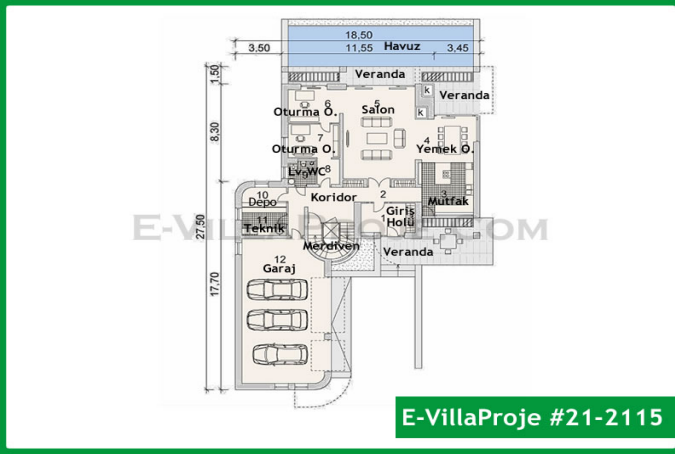 18,50
3.50 11,55 Havuz 3,45
Veranda
1,50
Veranda
k
k
6
Oturma O.
5
Salon
8.30
7
Oturma O.
4
Yemek O.
Lv-WC
9
8
3
Mutfak
10
Depo
Koridor
2
11
Teknik
1
Giriş
Holü
E-VILLAPROJE.COM
27.50
Merdiven
Veranda
12
Garaj
17,70
E-VillaProje #21-2115